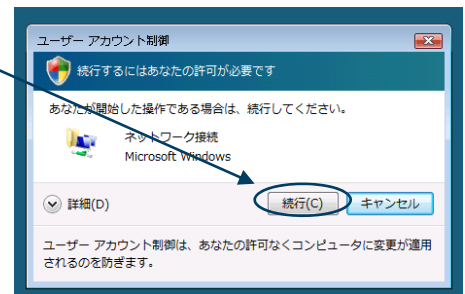 ユーザー アカウント制御
続行するにはあなたの許可が必要です
あなたが開始した操作である場合は、続行してください。
ネットワーク接続
Microsoft Windows
詳細(D)
続行(C)
キャンセル
ユーザー アカウント制御は、あなたの許可なくコンピュータに変更が適用
されるのを防ぎます。